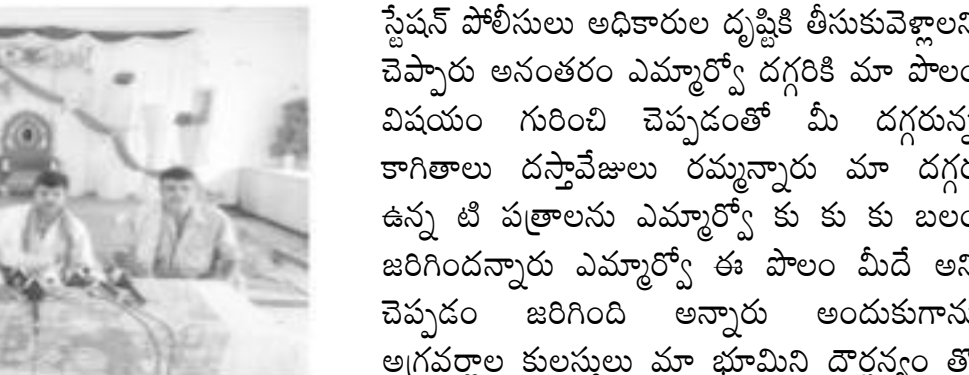 స్టేషన్ పోలీసులు అధికారుల దృష్టికి తీసుకువెళ్లాలని
చెప్పారు అనంతరం ఎమ్మార్వో దగ్గరికి మా పొలం
విషయం గురించి చెప్పడంతో మీ దగ్గరున్న
కాగితాలు దస్తావేజులు రమ్మన్నారు మా దగ్గర
ఉన్న టి పత్రాలను ఎమ్మార్వో కు కు కు బలం
జరిగిందన్నారు ఎమ్మార్వో ఈ పొలం మీదే అని
చెప్పడం జరిగింది అన్నారు అందుకుగాను
అగ్రవర్ణాల కులస్తులు మా భూమిని దౌర్జన్యం తో